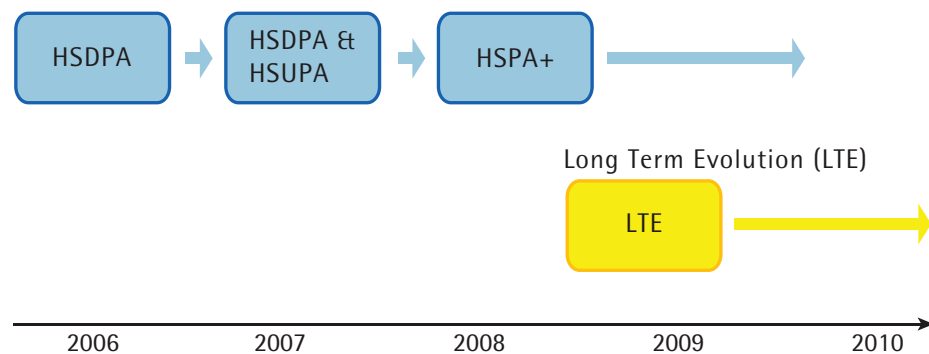 HSDPA
HSDPA &
HSUPA
HSPA+
Long Term Evolution (LTE)
LTE
2006
2007
2008
2009
2010